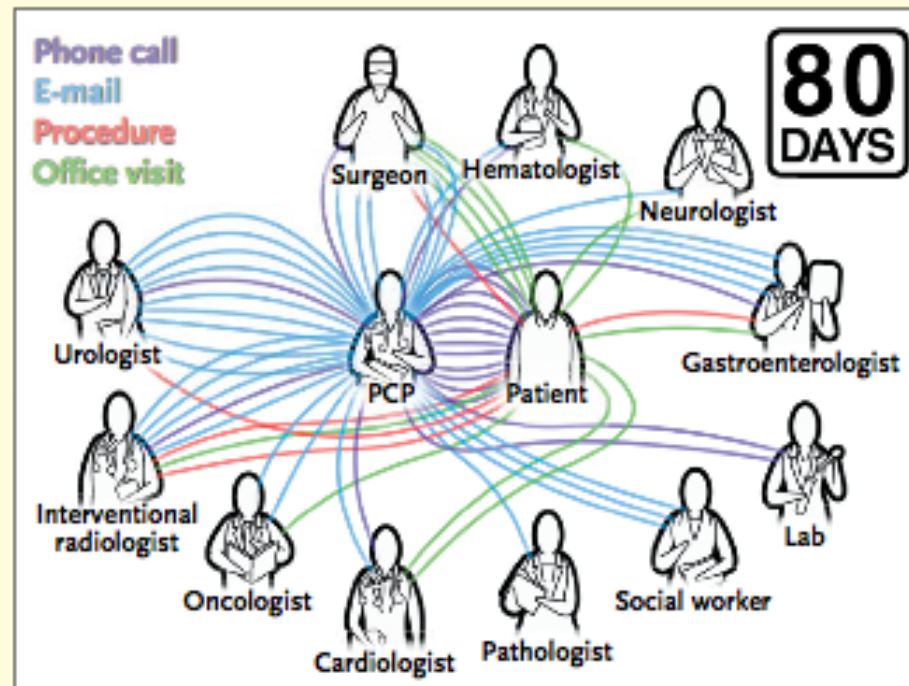 Phone call
E-mail
Procedure
Office visit
80
DAYS
Surgeon
Hematologist
Neurologist
Urologist
PCP
Patient
Gastroenterologist
Interventional
radiologist
Lab
Oncologist
Social worker
Cardiologist
Pathologist